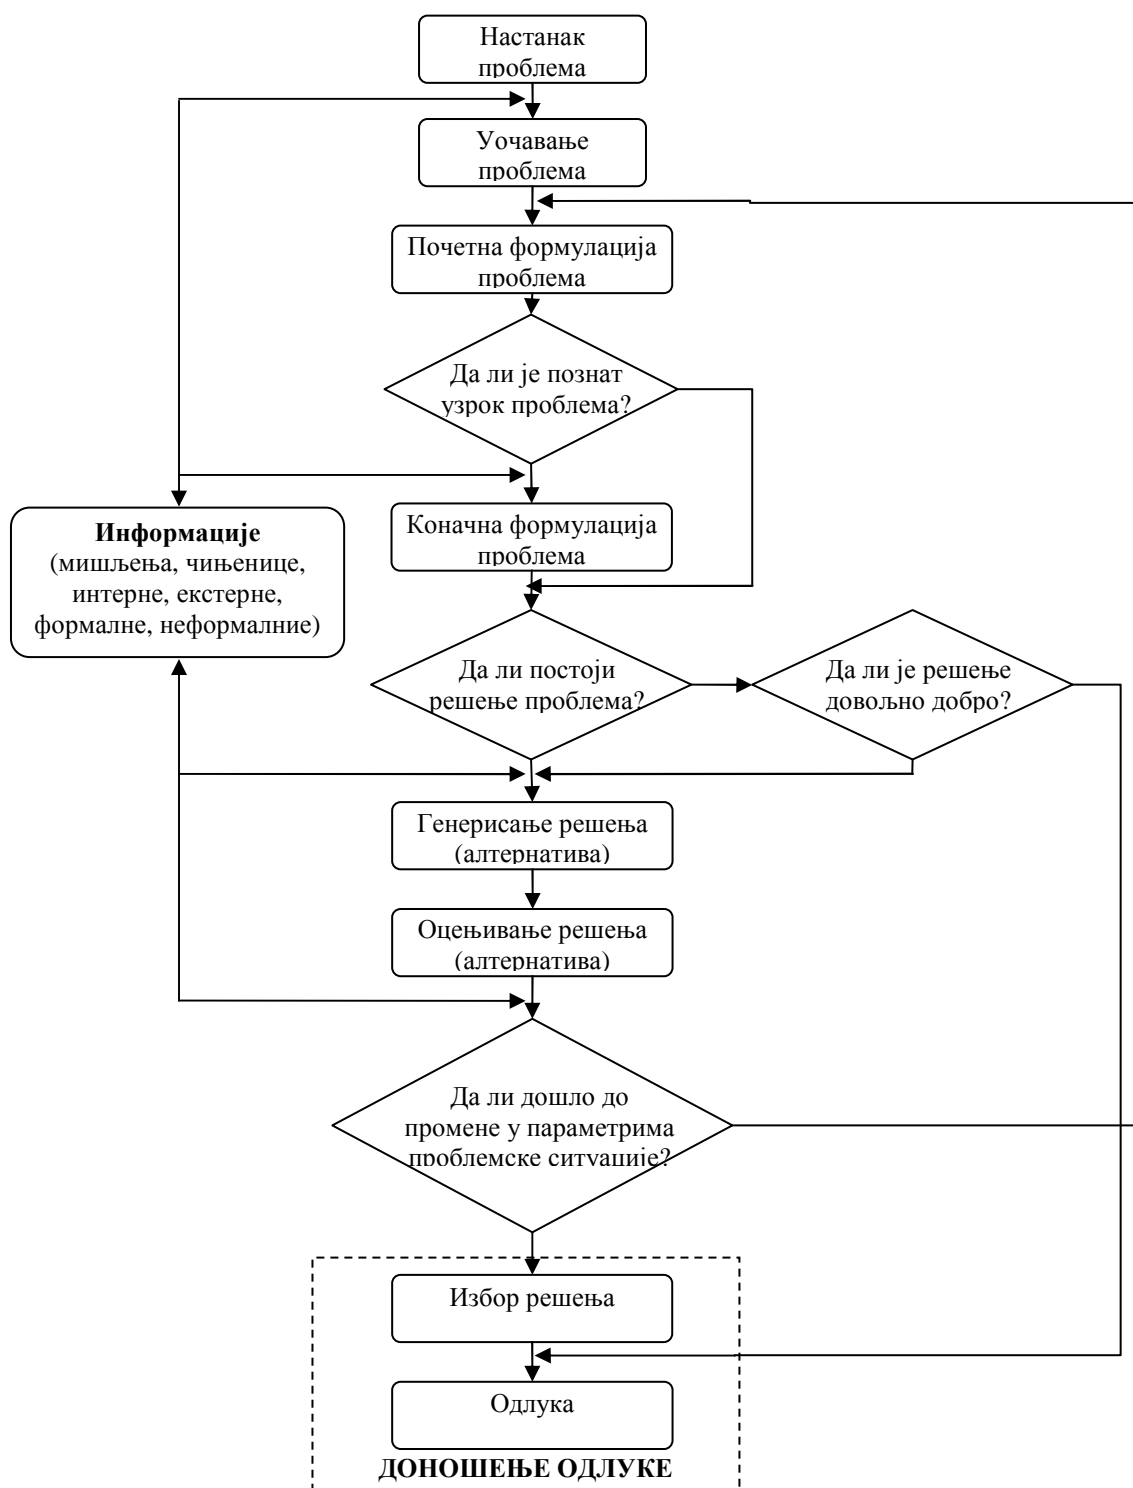 Настанак
проблема
Уочавање
проблема
Почетна формулација
проблема
Да ли је познат
узрок проблема?
Коначна формулација
проблема
Информације
(мишљења, чињенице,
интерне, екстерне,
формалне, неформалние)
Да ли постоји
решење проблема?
Да ли је решење
довољно добро?
Генерисање решења
(алтернатива)
Оцењивање решења
(алтернатива)
Да ли дошло до
промене у параметрима
проблемске ситуације?
Избор решења
Одлука
ДОНОШЕЊЕ ОДЛУКЕ